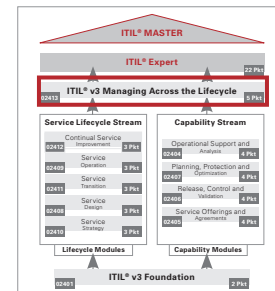 ITIL® MASTER
ITIL® Expert
22 Pkt
ITIL® v3 Managing Across the Lifecycle
02413
5 Pkt
Service Lifecycle Stream
Continual Service
Improvement
02412
3 Pkt
Service
Operation
02409
3 Pkt
Service
Transition
02411
3 Pkt
Service
Design
02408
3 Pkt
Service
Strategy
02410
3 Pkt
Lifecycle Modules
Capability Stream
Operational Support and
Analysis
02404
4 Pkt
Planning, Protection and
Optimization
02407
4 Pkt
Release, Control and
Validation
02406
4 Pkt
Service Offerings and
Agreements
02405
4 Pkt
Capability Modules
ITIL® v3 Foundation
02401
2 Pkt